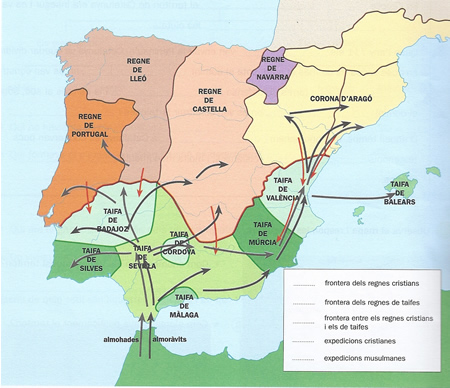 REGNE
DE
LLEÓ
REGNE
DE
NAVARRA
REGNE
DE
CASTELLA
CORONA D'ARAGÓ
REGNE
DE
PORTUGAL
TAIFA
DE
VALÈNCIA
TAIFA
DE
BALEARS
TAIFA
DE
BADAJOZ
TAIFA
DE
CÓRDOVA
TAIFA
DE
MÚRCIA
TAIFA
DE
SILVES
TAIFA
DE
SEVILLA
TAIFA
DE
MÀLAGA
almohades
almoràvits
frontera dels regnes cristians
frontera dels regnes de taifes
frontera entre els regnes cristians
i els de taifes
expedicions cristianes
expedicions musulmanes